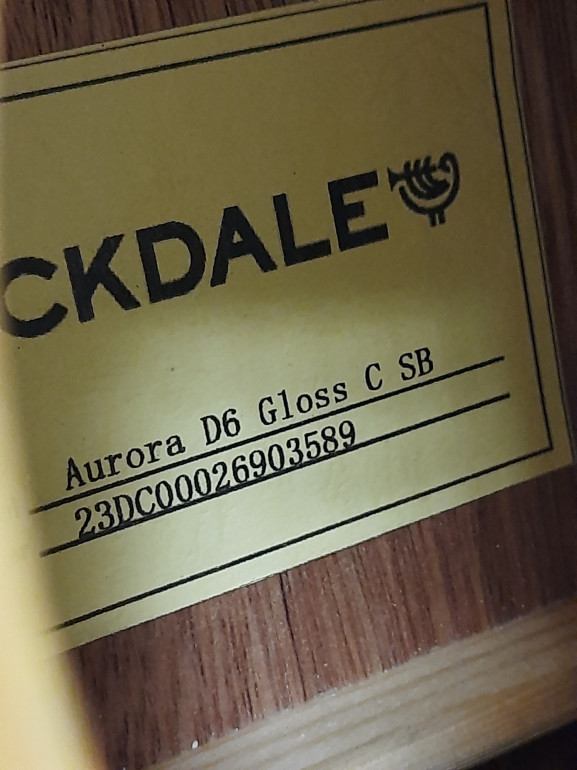 CKDALE
Aurora D6 Gloss C SB
23DC00026903589